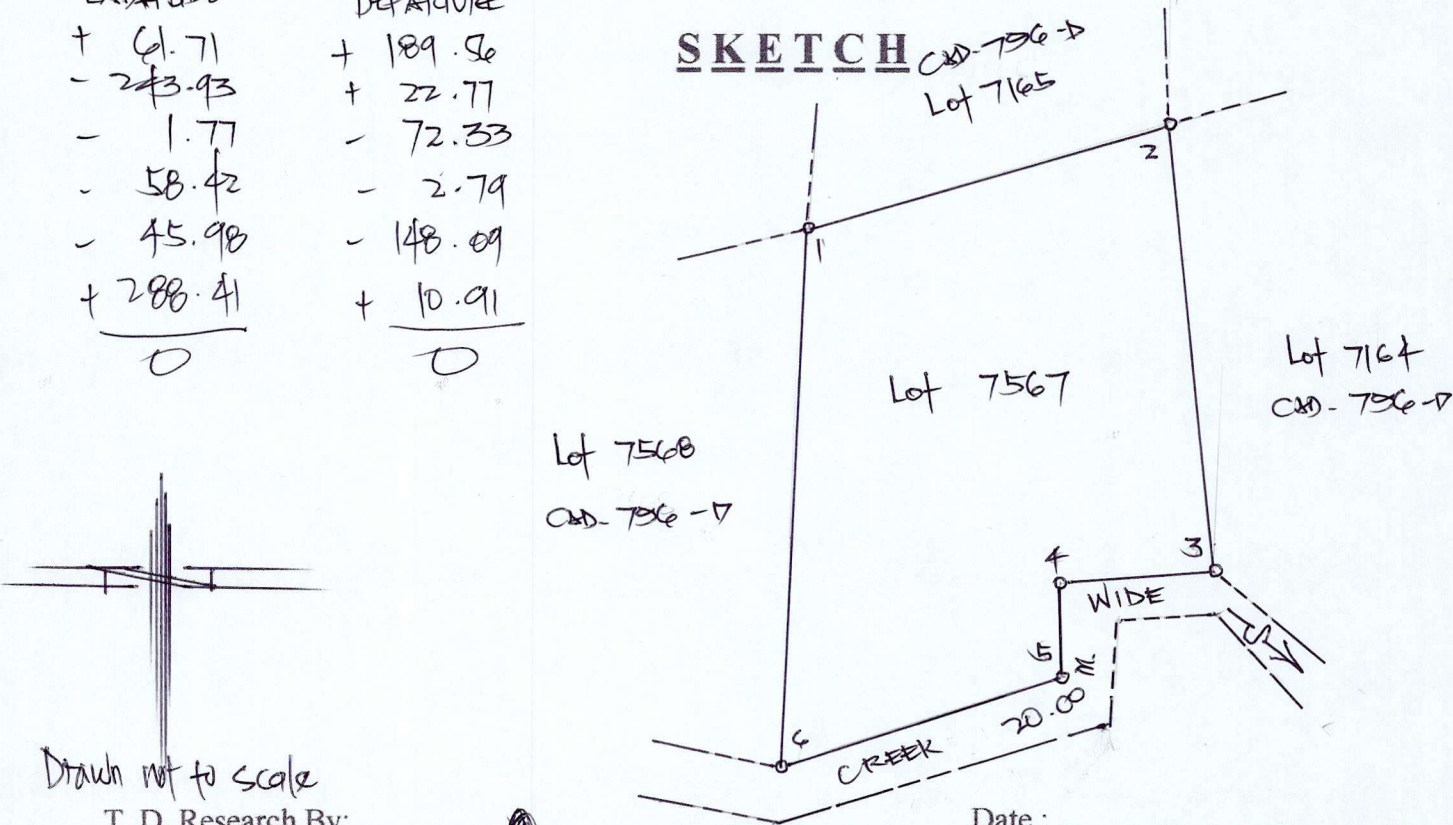 DEPARTURE
+ 61.71 + 189.56
- 243.93 + 22.77
- 1.77 - 72.33
- 58.42 - 2.79
- 45.98 - 148.09
+ 288.41 + 10.91
0 0
SKETCH
CAD-796-D
Lot 7165
1
2
Lot 7567
Lot 7164
CAD-796-D
Lot 7568
CAD-796-D
3
4
WIDE
5
M
20.00
6
CREEK
Drawn not to scale
T. D. Research By:
Date :